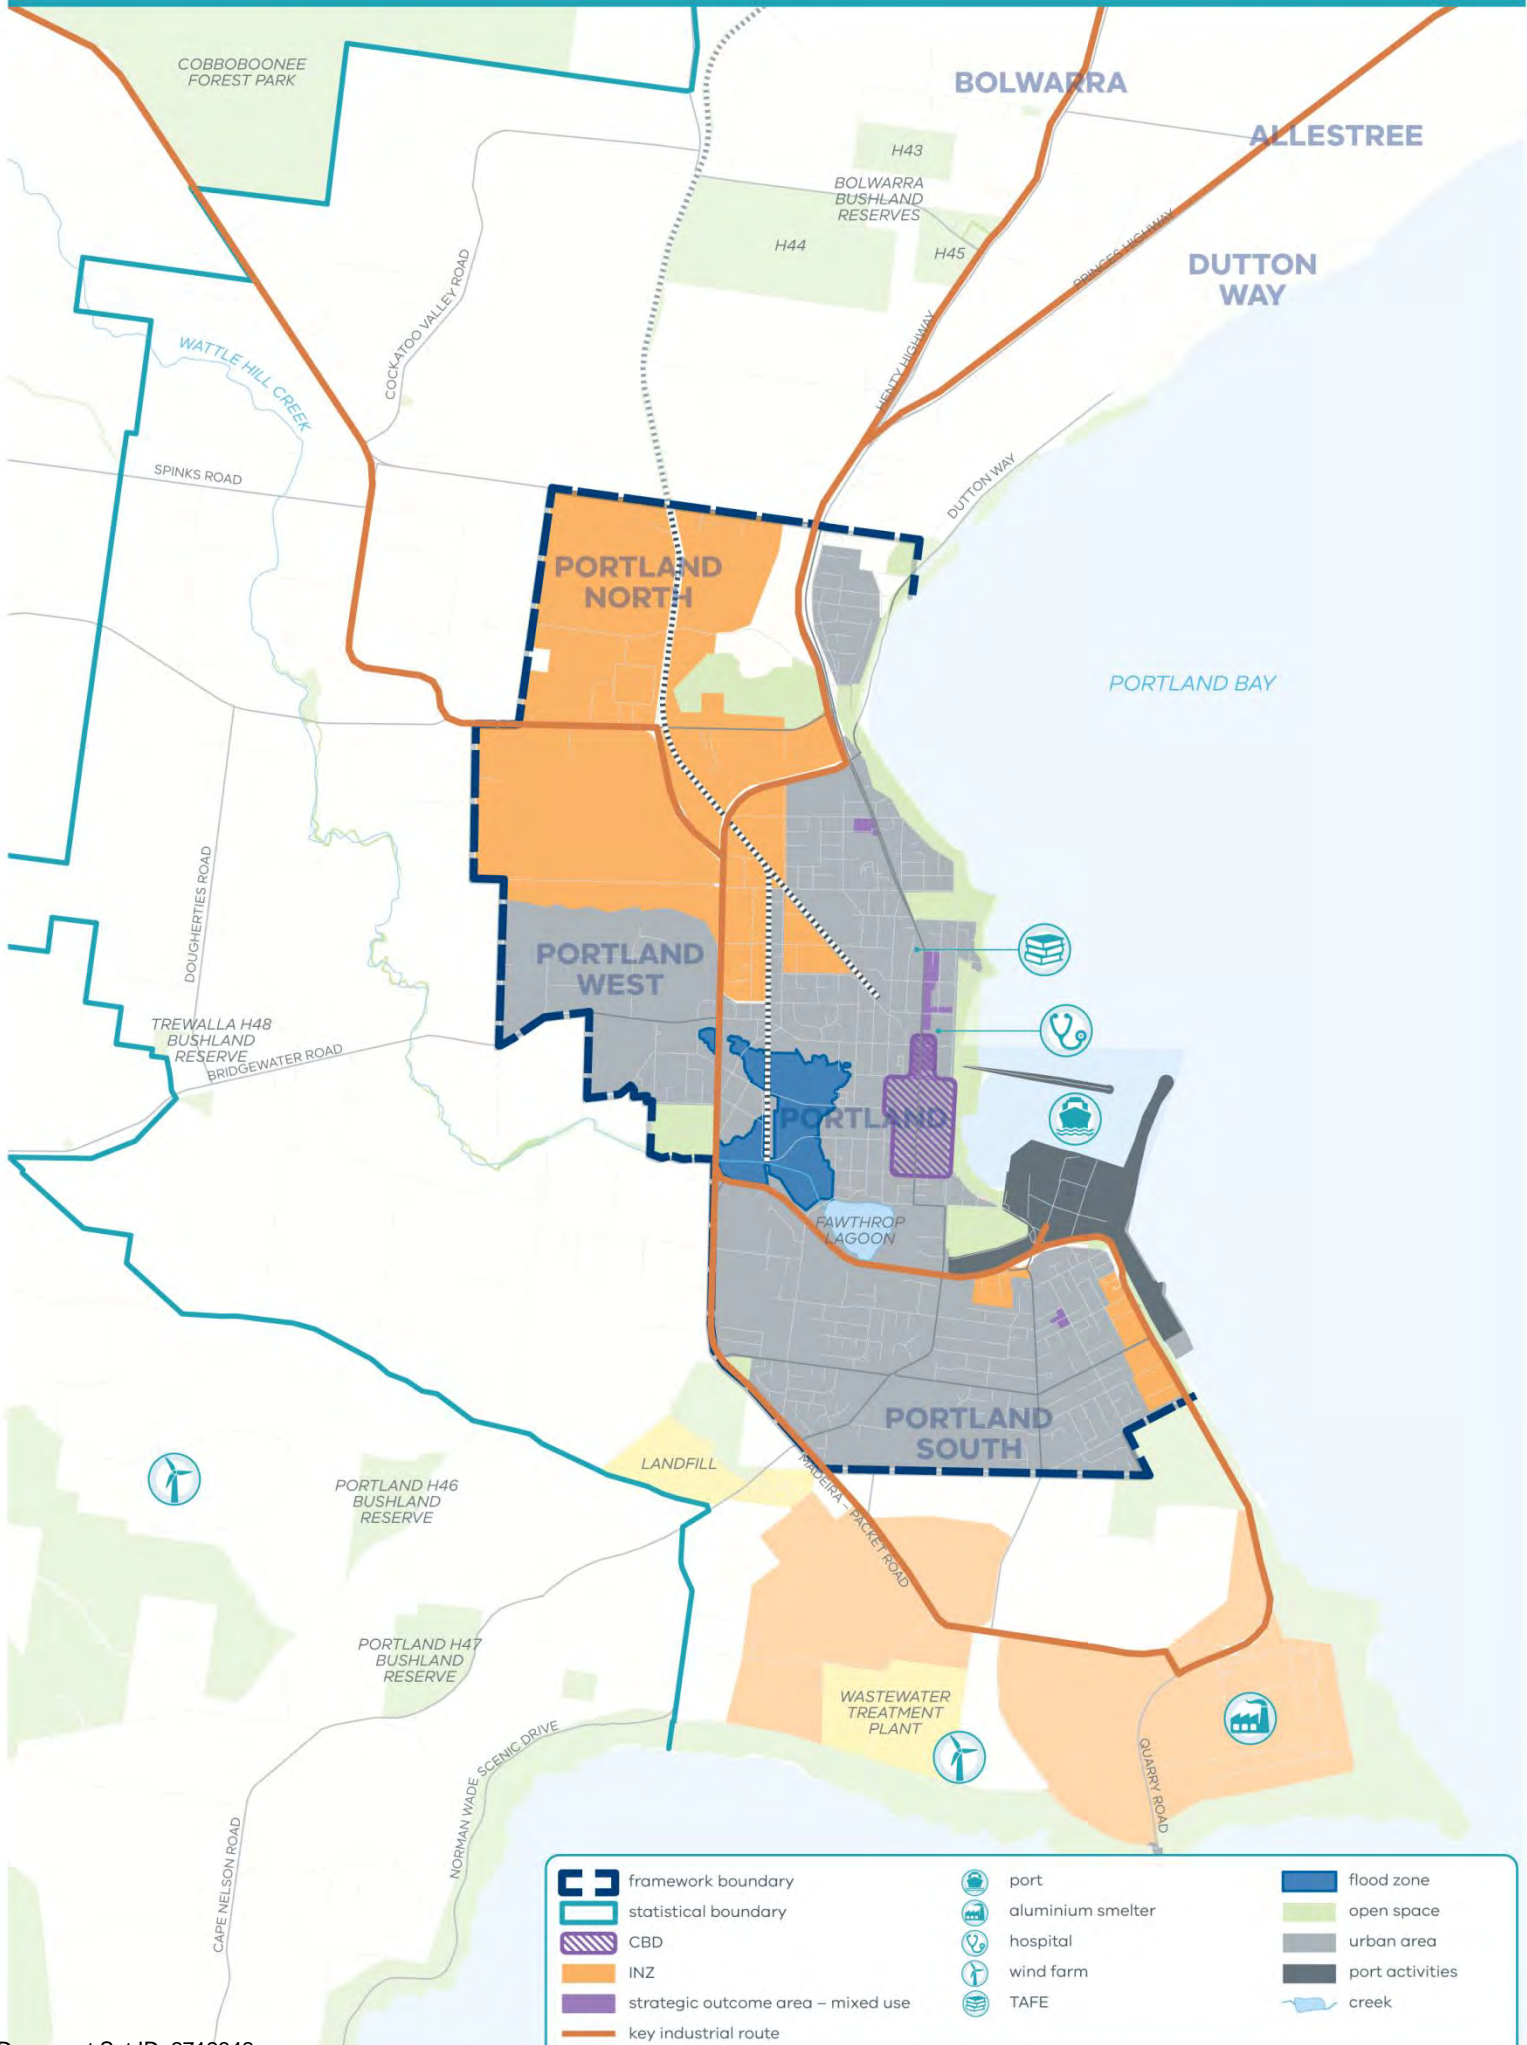 COBBOBOONEE
FOREST PARK
BOLWARRA
ALLESTREE
H43
BOLWARRA
BUSHLAND
RESERVES
H44
H45
PRINCES HIGHWAY
DUTTON
WAY
COCKATOO VALLEY ROAD
HENTY HIGHWAY
WATTLE HILL CREEK
SPINKS ROAD
DUTTON WAY
PORTLAND
NORTH
PORTLAND BAY
DOUGHERTIES ROAD
PORTLAND
WEST
TREWALLA H48
BUSHLAND
RESERVE
BRIDGEWATER ROAD
PORTLAND
FAWTHROP
LAGOON
PORTLAND
SOUTH
LANDFILL
MADEIRA – PACKET ROAD
PORTLAND H46
BUSHLAND
RESERVE
PORTLAND H47
BUSHLAND
RESERVE
WASTEWATER
TREATMENT
PLANT
QUARRY ROAD
NORMAN WADE SCENIC DRIVE
CAPE NELSON ROAD
framework boundary
statistical boundary
CBD
INZ
strategic outcome area – mixed use
key industrial route
port
aluminium smelter
hospital
wind farm
TAFE
flood zone
open space
urban area
port activities
creek